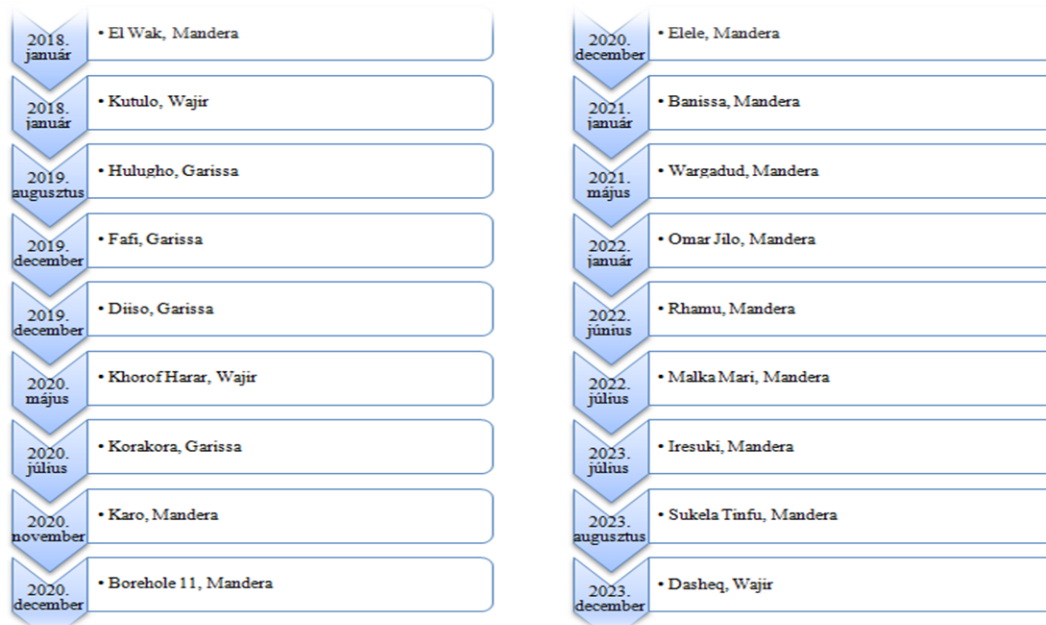 2018.
január
• El Wak, Mandera
2018.
január
• Kutulo, Wajir
2019.
augusztus
• Hulugho, Garissa
2019.
december
• Fafi, Garissa
2019.
december
• Diiso, Garissa
2020.
május
• Khorof Harar, Wajir
2020.
július
• Korakora, Garissa
2020.
november
• Karo, Mandera
2020.
december
• Borehole 11, Mandera
2020.
december
• Elele, Mandera
2021.
január
• Banissa, Mandera
2021.
május
• Wargadud, Mandera
2022.
január
• Omar Jilo, Mandera
2022.
június
• Rhamu, Mandera
2022.
július
• Malka Mari, Mandera
2023.
július
• Iresuki, Mandera
2023.
augusztus
• Sukela Tinfu, Mandera
2023.
december
• Dasheq, Wajir